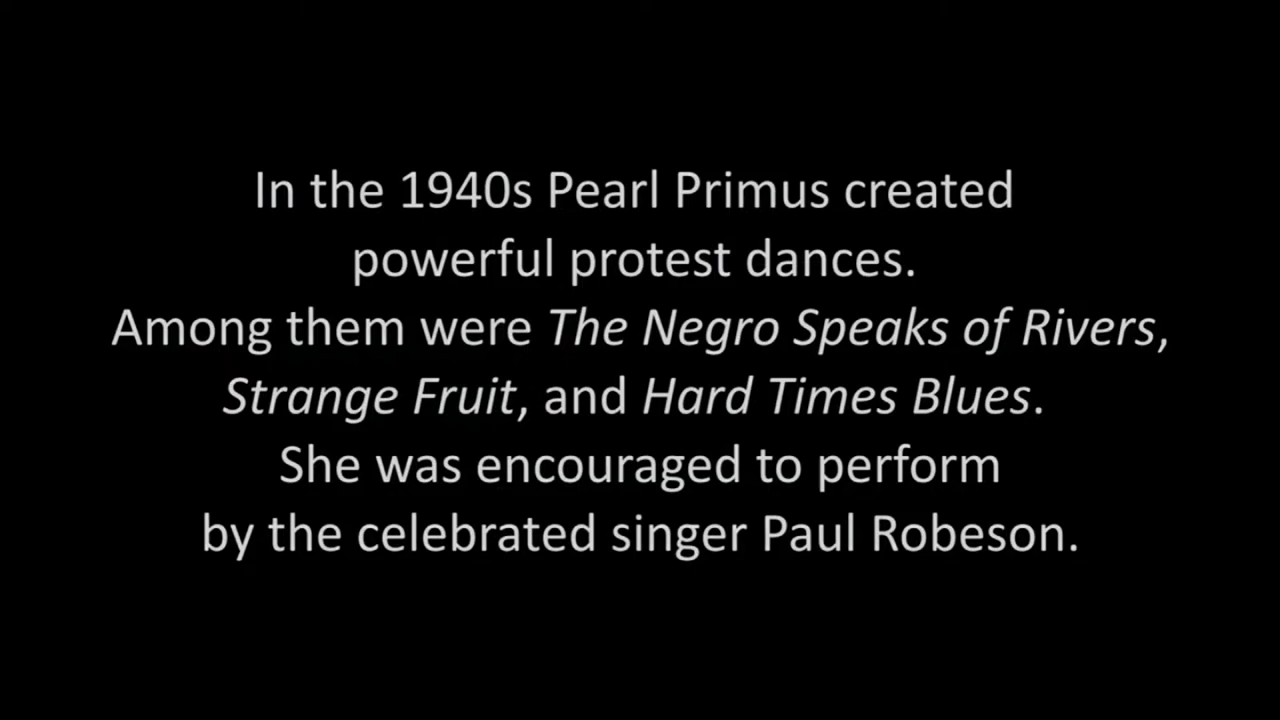 In the 1940s Pearl Primus created
powerful protest dances.
Among them were The Negro Speaks of Rivers,
Strange Fruit, and Hard Times Blues.
She was encouraged to perform
by the celebrated singer Paul Robeson.